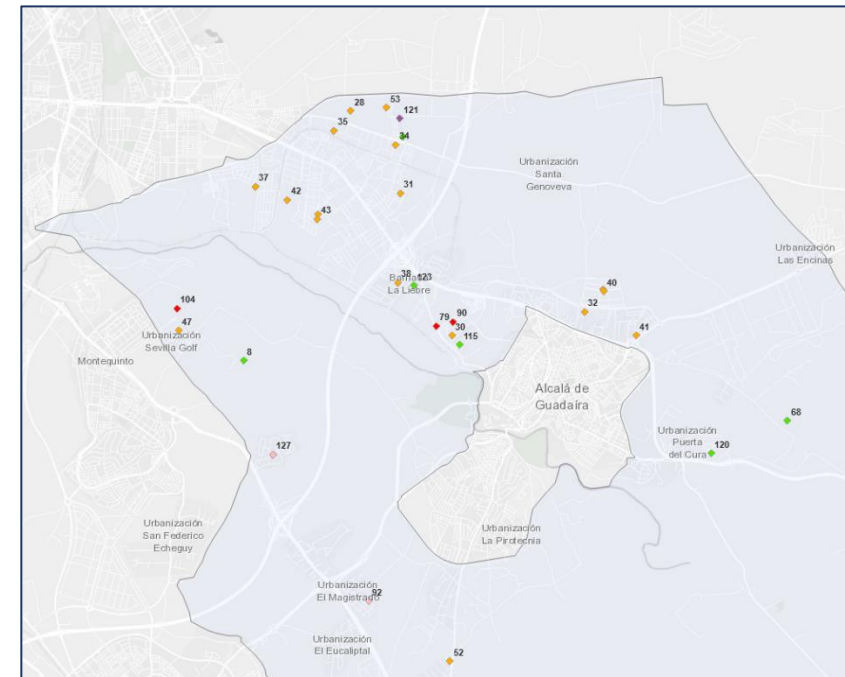 53
28
121
35
34
Urbanización
Santa
Genoveva
37
42
31
43
Urbanización
Las Encinas
38
123
La Liebre
40
104
32
79
90
47
30
41
Urbanización
Sevilla Golf
115
Montequinto
8
Alcalá de
Guadaíra
68
Urbanización
Puerta
del Cura
120
127
Urbanización
San Federico
Echeguy
Urbanización
La Pirotecnia
Urbanización
El Magistrado
92
Urbanización
El Eucaliptal
52